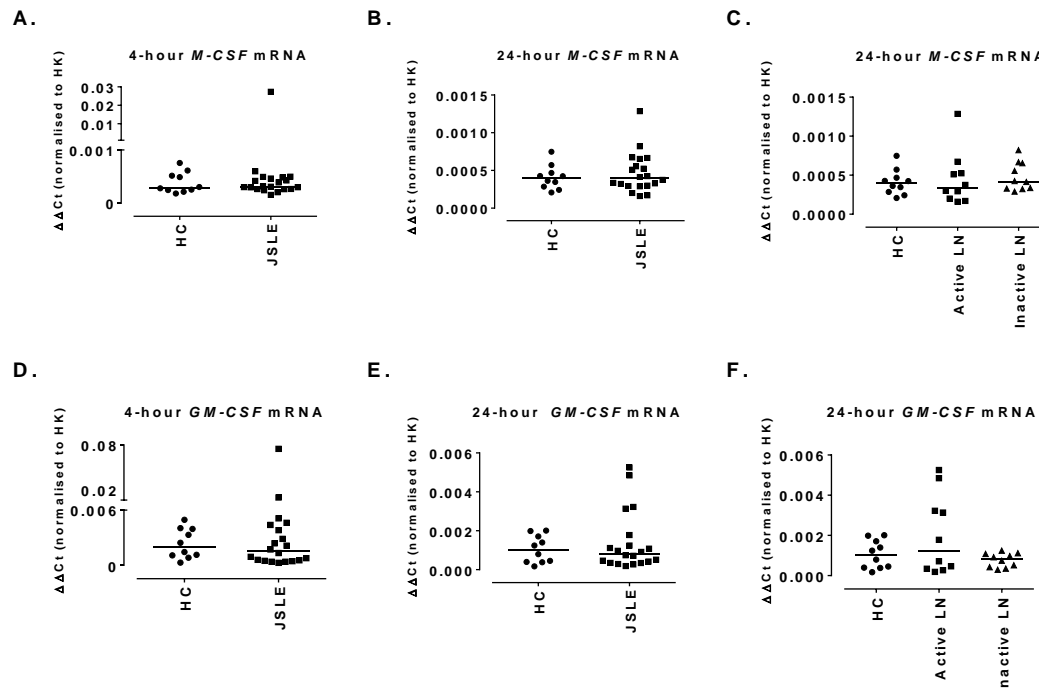 A.
4-hour M-CSF mRNA
ΔΔCt (normalised to HK)
0.03
0.02
0.01
0.001
0
HC
JSLE
B.
24-hour M-CSF mRNA
ΔΔCt (normalised to HK)
0.0015
0.0010
0.0005
0.0000
HC
JSLE
C.
24-hour M-CSF mRNA
ΔΔCt (normalised to HK)
0.0015
0.0010
0.0005
0.0000
HC
Active LN
Inactive LN
D.
4-hour GM-CSF mRNA
ΔΔCt (normalised to HK)
0.08
0.02
0.006
0
HC
JSLE
E.
24-hour GM-CSF mRNA
ΔΔCt (normalised to HK)
0.006
0.004
0.002
0.000
HC
JSLE
F.
24-hour GM-CSF mRNA
ΔΔCt (normalised to HK)
0.006
0.004
0.002
0.000
HC
Active LN
nactive LN